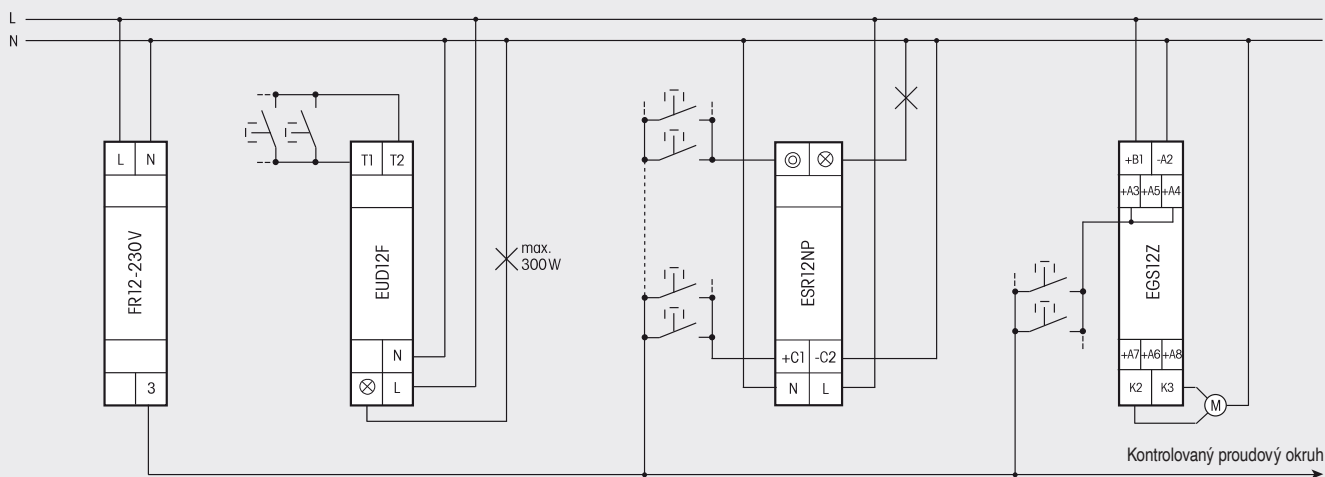 L
N
L N
FR12-230V
3
T1 T2
EUD12F
N
L
max.
300W
ESR12NP
+C1 -C2
N L
+B1 -A2
+A3 +A5 +A4
EGS12Z
+A7 +A6 +A8
K2 K3
M
Kontrolovaný proudový okruh